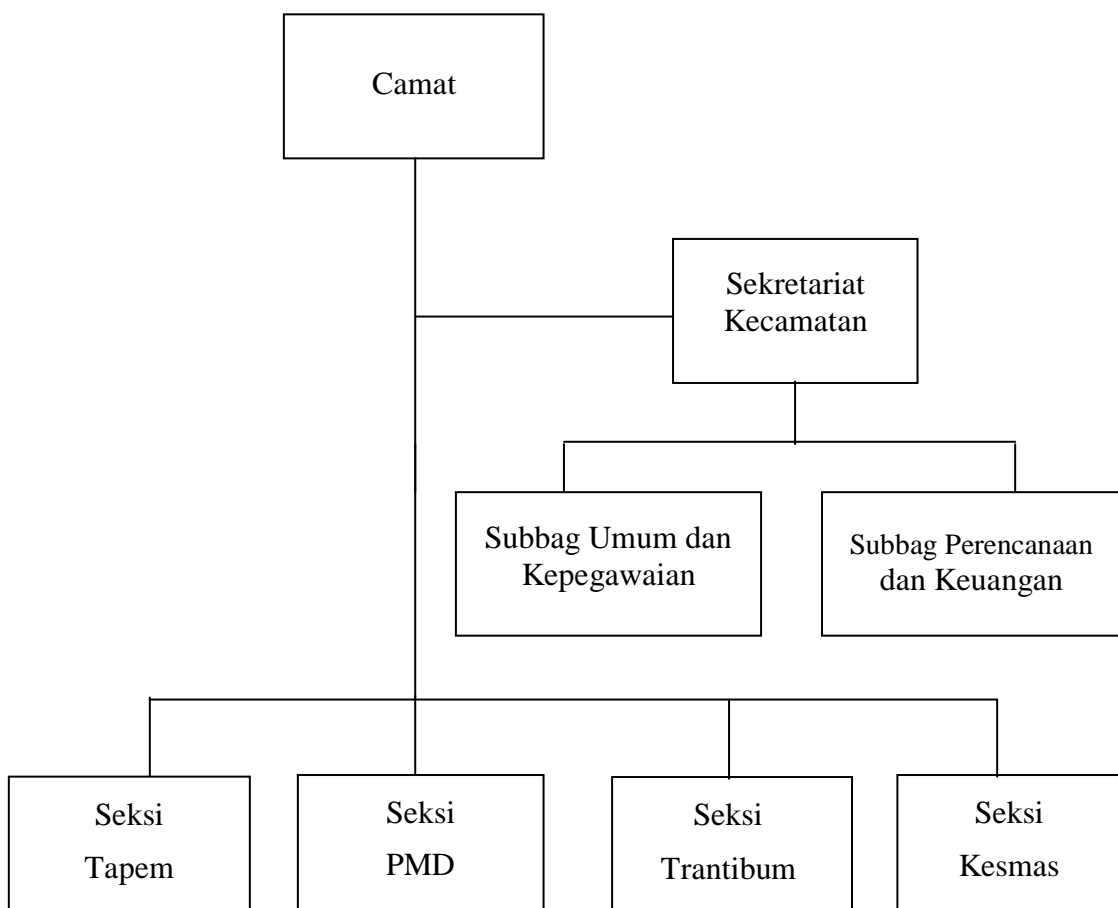 Camat
Sekretariat
Kecamatan
Subbag Umum dan
Kepegawaian
Subbag Perencanaan
dan Keuangan
Seksi
Tapem
Seksi
PMD
Seksi
Trantibum
Seksi
Kesmas